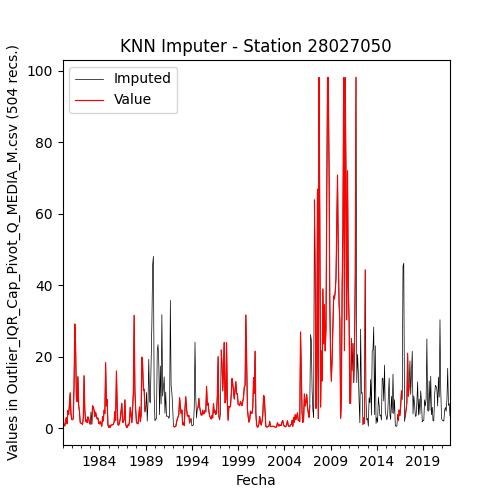 KNN Imputer - Station 28027050
Values in Outlier_IQR_Cap_Pivot_Q_MEDIA_M.csv (504 recs.)
100
80
60
40
20
0
Imputed
Value
1984 1989 1994 1999 2004 2009 2014 2019
Fecha